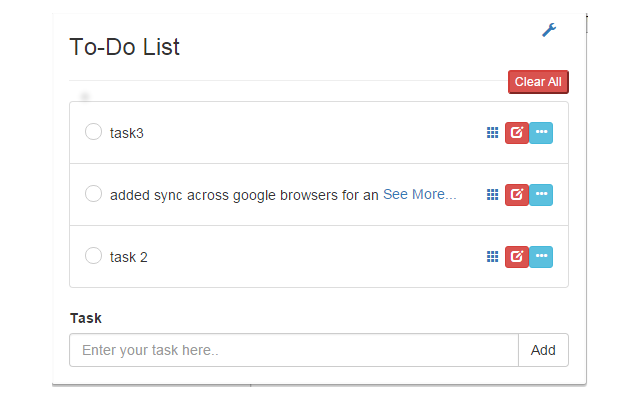 To-Do List
Clear All
task3
added sync across google browsers for an See More...
task 2
Task
Enter your task here..
Add